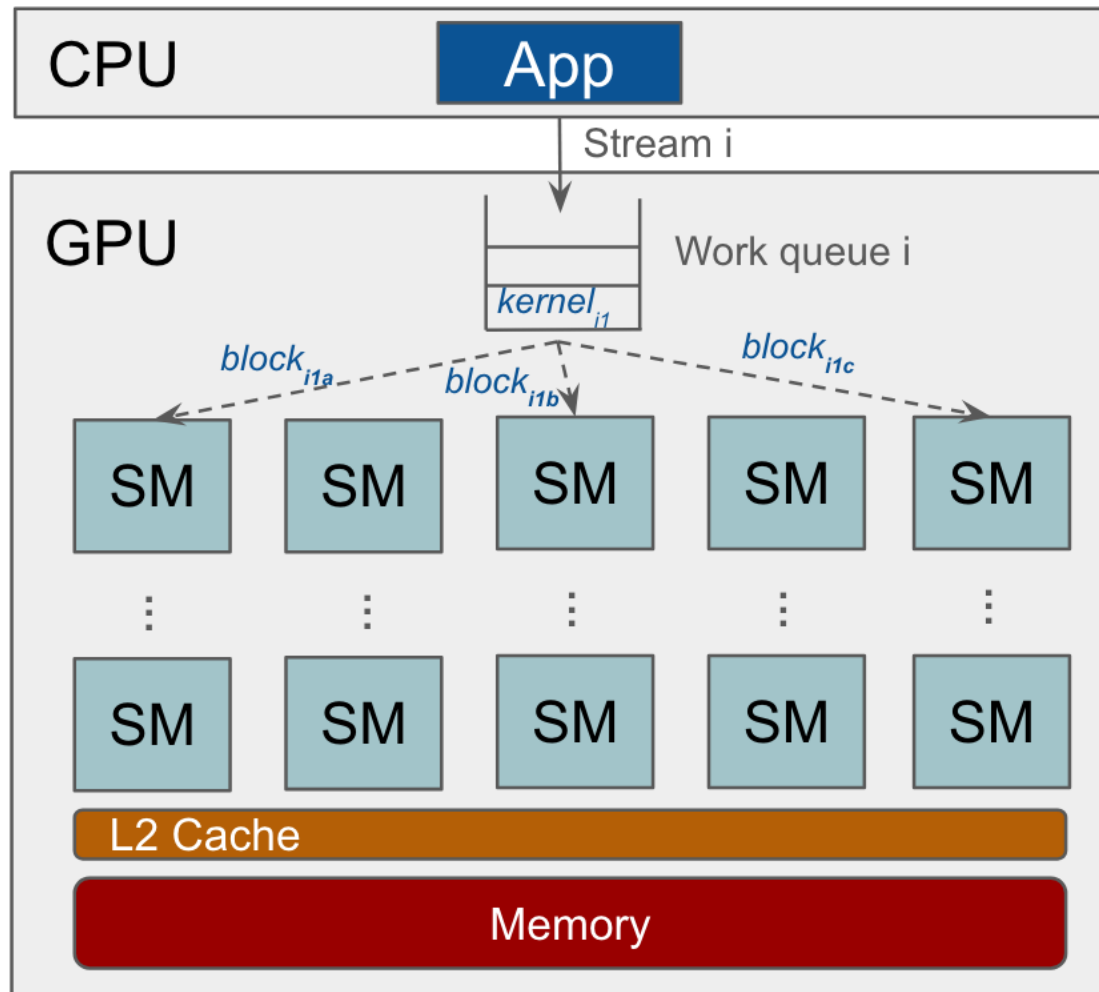 CPU
App
Stream i
GPU
Work queue i
kernel_i1
block_i1a
block_i1b
block_i1c
SM SM SM SM SM
⋮ ⋮ ⋮ ⋮ ⋮
SM SM SM SM SM
L2 Cache
Memory